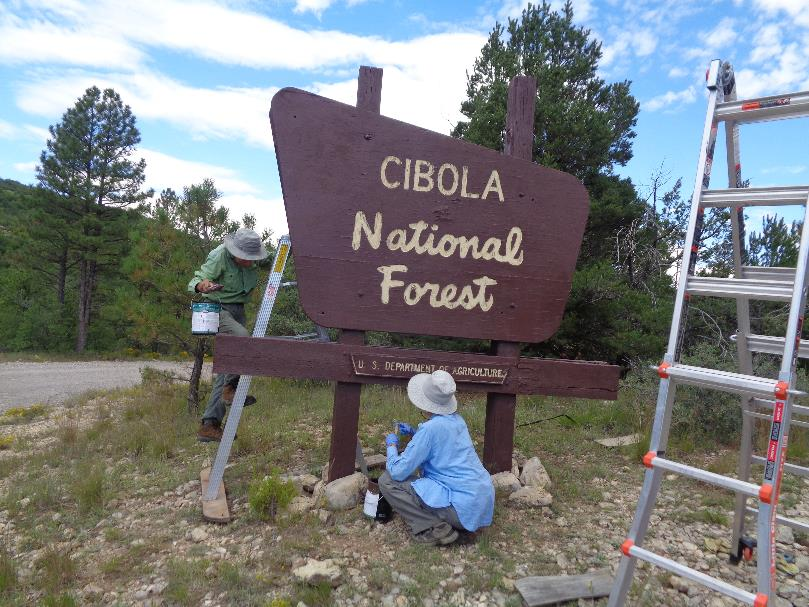 CIBOLA
National
Forest
U. S. DEPARTMENT OF AGRICULTURE